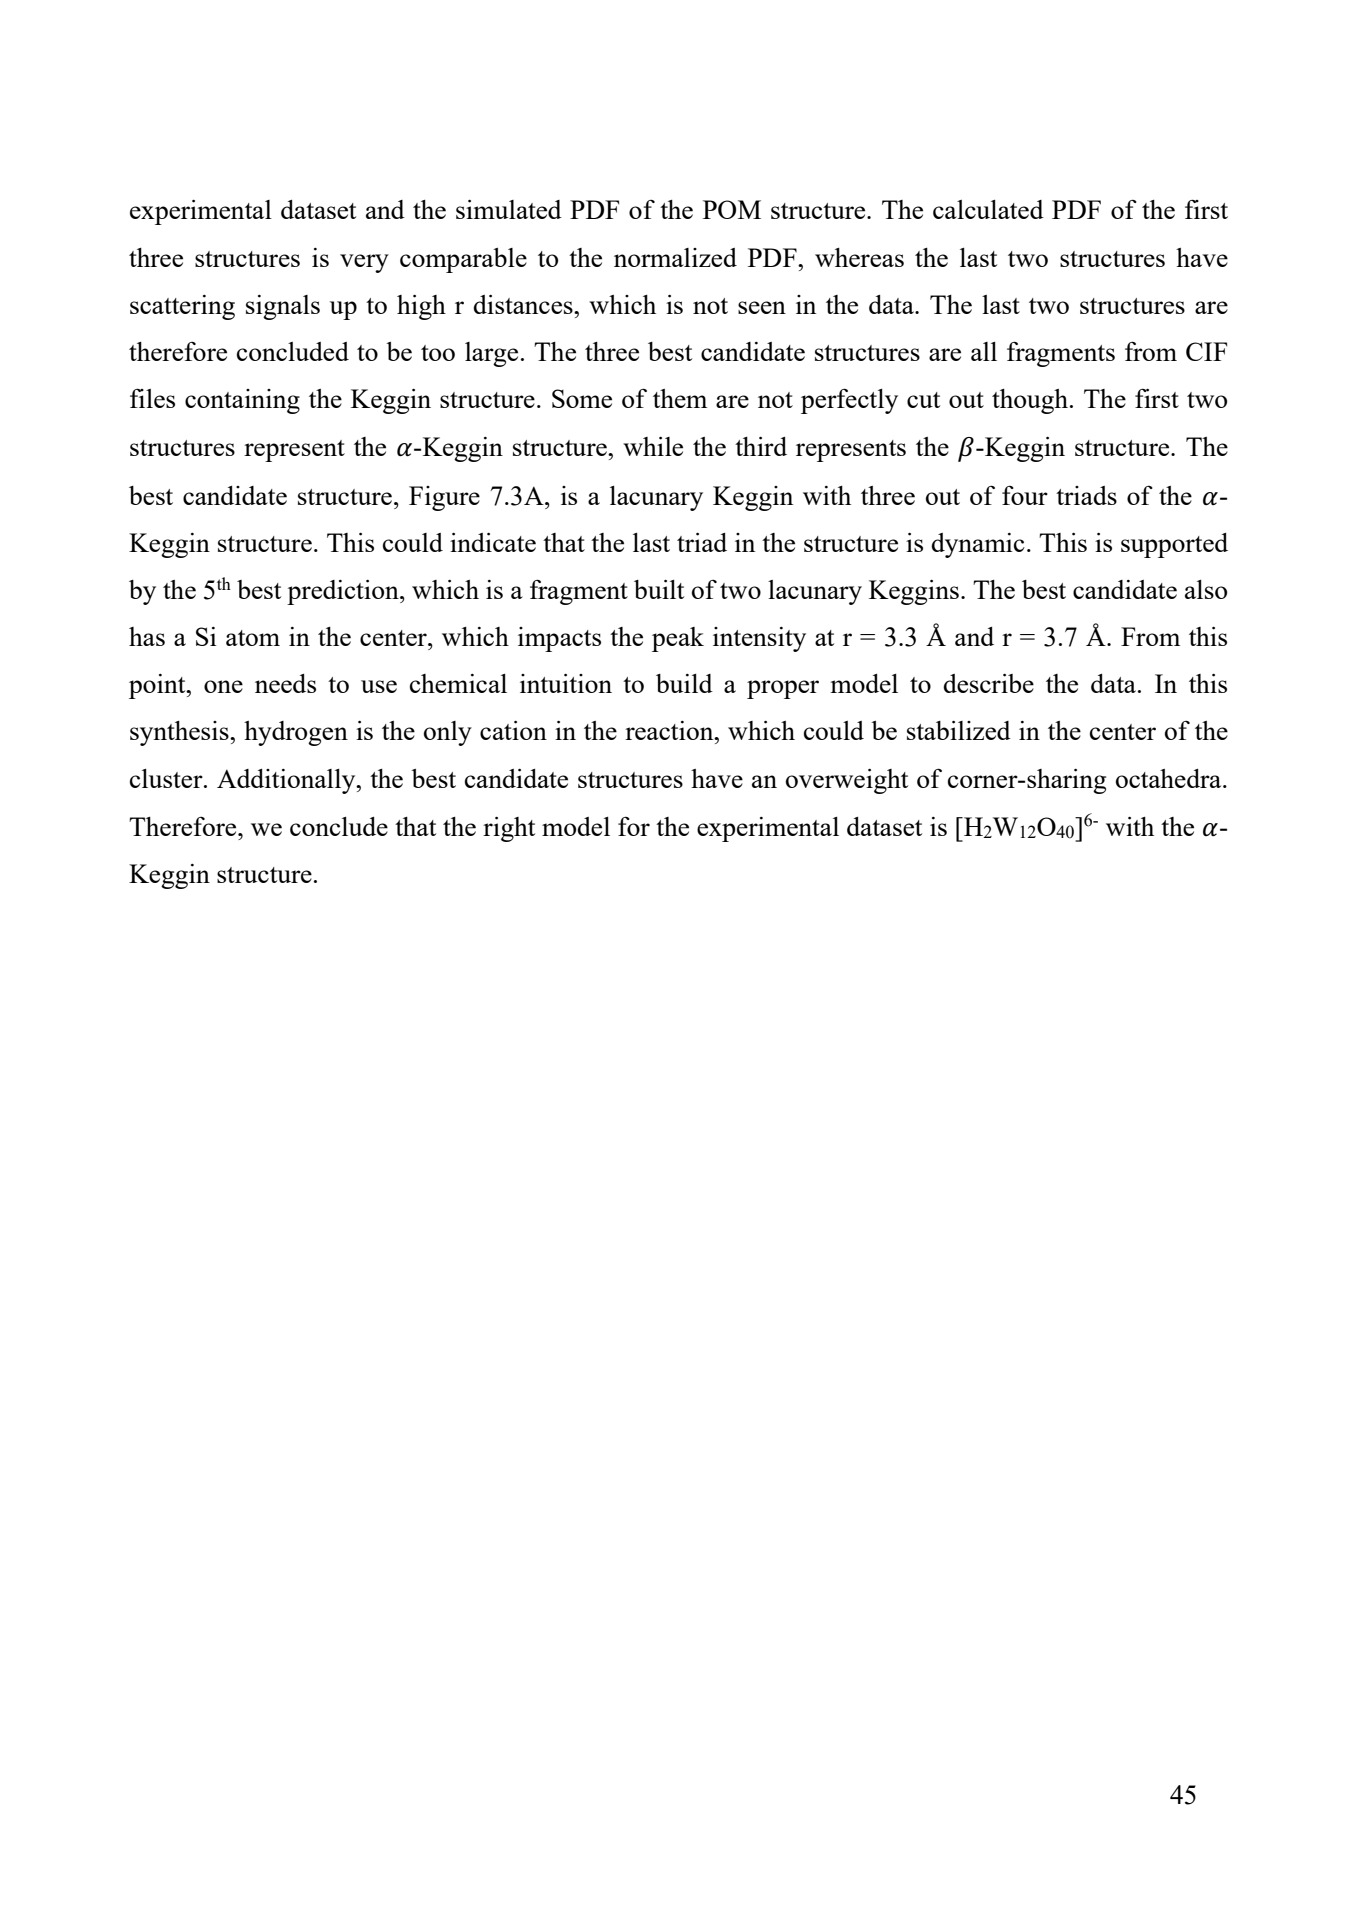 experimental dataset and the simulated PDF of the POM structure. The calculated PDF of the first
three structures is very comparable to the normalized PDF, whereas the last two structures have
scattering signals up to high r distances, which is not seen in the data. The last two structures are
therefore concluded to be too large. The three best candidate structures are all fragments from CIF
files containing the Keggin structure. Some of them are not perfectly cut out though. The first two
structures represent the 𝛼-Keggin structure, while the third represents the 𝛽-Keggin structure. The
best candidate structure, Figure 7.3A, is a lacunary Keggin with three out of four triads of the 𝛼-
Keggin structure. This could indicate that the last triad in the structure is dynamic. This is supported
by the 5th best prediction, which is a fragment built of two lacunary Keggins. The best candidate also
has a Si atom in the center, which impacts the peak intensity at r = 3.3 Å and r = 3.7 Å. From this
point, one needs to use chemical intuition to build a proper model to describe the data. In this
synthesis, hydrogen is the only cation in the reaction, which could be stabilized in the center of the
cluster. Additionally, the best candidate structures have an overweight of corner-sharing octahedra.
Therefore, we conclude that the right model for the experimental dataset is [H2W12O40]6- with the 𝛼-
Keggin structure.
45